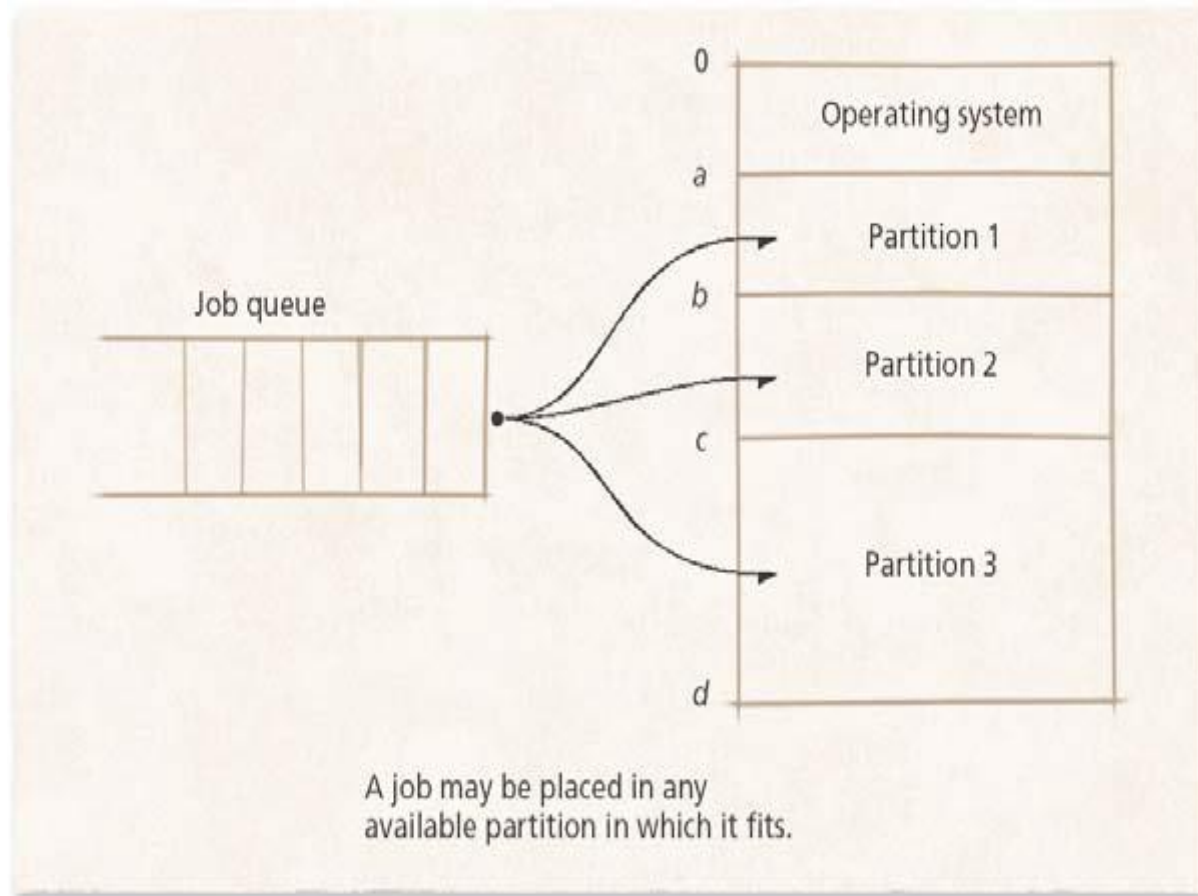 0
Operating system
a
Partition 1
Job queue
b
Partition 2
c
Partition 3
d
A job may be placed in any
available partition in which it fits.